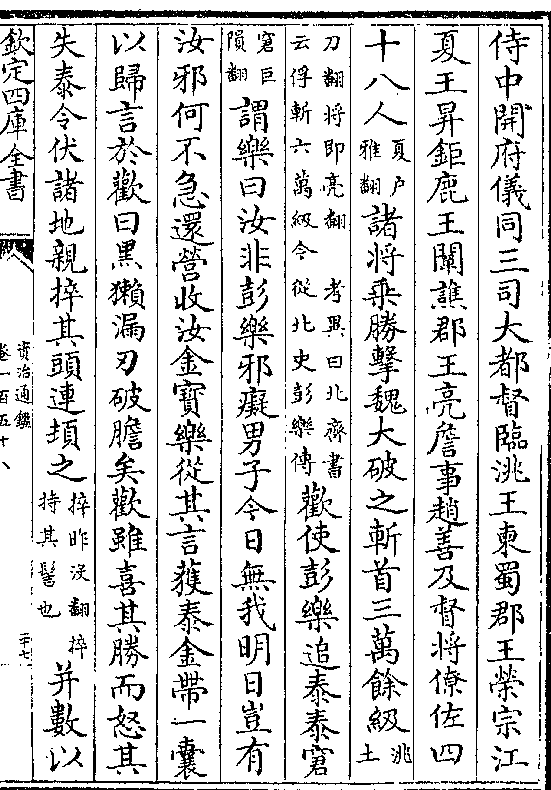 侍中開府儀同三司大都督臨洮王柬蜀郡王榮宗江
夏王昇鉅鹿王闡譙郡王亮詹事趙善及督將僚佐四
十八人夏户雅翻諸將乘勝擊魏大破之斬首三萬餘級洮土
刀翻將即亮翻 考異曰北齊書云俘斬六萬級今從北史彭樂傳歡使彭樂追泰泰窘
窘巨隕翻謂樂曰汝非彭樂邪癡男子今日無我明日豈有
汝邪何不急還營收汝金寶樂從其言獲泰金帶一囊
以歸言於歡曰黑獺漏刃破膽矣歡雖喜其勝而怒其
失泰令伏諸地親捽其頭連頓之捽昨没翻捽持其髻也并數以
欽定四庫全書
資治通鑑
卷一百五十八
二十七